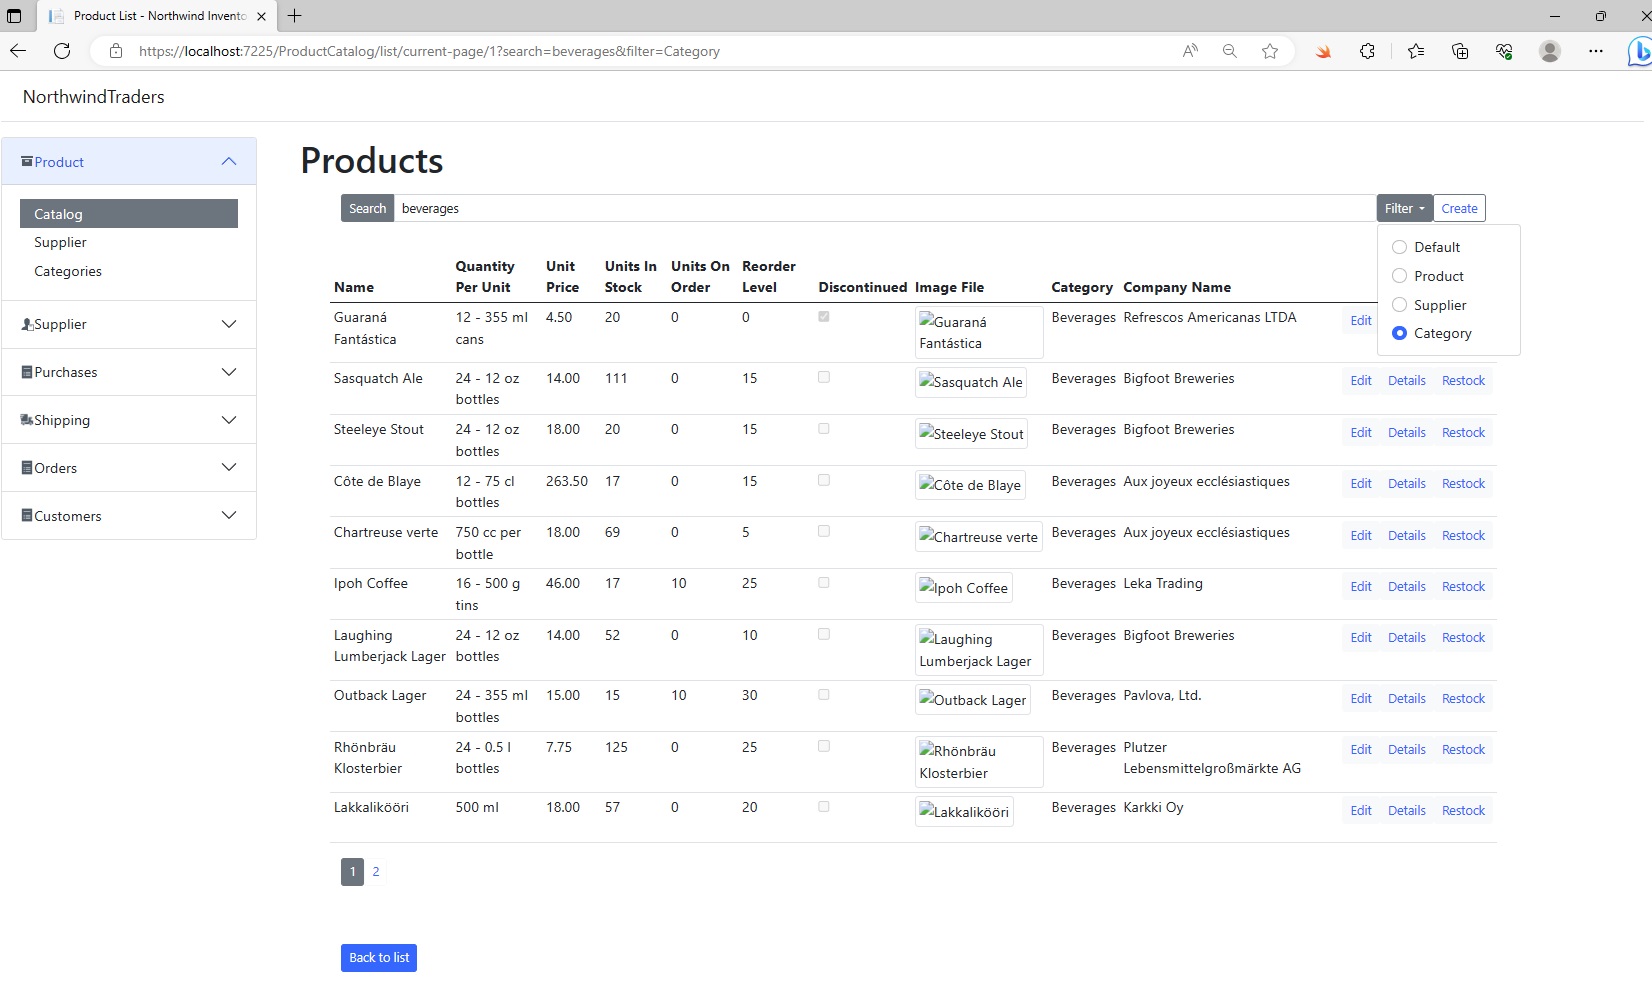 Product List - Northwind Invento
https://localhost:7225/ProductCatalog/list/current-page/1?search=beverages&filter=Category
NorthwindTraders
Product
Catalog
Supplier
Categories
Supplier
Purchases
Shipping
Orders
Customers
Products
Search beverages Filter Create
Default
Product
Supplier
Category
Name Quantity Per Unit Unit Price Units In Stock Units On Order Reorder Level Discontinued Image File Category Company Name
Guaraná Fantástica 12 - 355 ml cans 4.50 20 0 0 Guaraná Fantástica Beverages Refrescos Americanas LTDA Edit
Sasquatch Ale 24 - 12 oz bottles 14.00 111 0 15 Sasquatch Ale Beverages Bigfoot Breweries Edit Details Restock
Steeleye Stout 24 - 12 oz bottles 18.00 20 0 15 Steeleye Stout Beverages Bigfoot Breweries Edit Details Restock
Côte de Blaye 12 - 75 cl bottles 263.50 17 0 15 Côte de Blaye Beverages Aux joyeux ecclésiastiques Edit Details Restock
Chartreuse verte 750 cc per bottle 18.00 69 0 5 Chartreuse verte Beverages Aux joyeux ecclésiastiques Edit Details Restock
Ipoh Coffee 16 - 500 g tins 46.00 17 10 25 Ipoh Coffee Beverages Leka Trading Edit Details Restock
Laughing Lumberjack Lager 24 - 12 oz bottles 14.00 52 0 10 Laughing Lumberjack Lager Beverages Bigfoot Breweries Edit Details Restock
Outback Lager 24 - 355 ml bottles 15.00 15 10 30 Outback Lager Beverages Pavlova, Ltd. Edit Details Restock
Rhönbräu Klosterbier 24 - 0.5 l bottles 7.75 125 0 25 Rhönbräu Klosterbier Beverages Plutzer Lebensmittelgroßmärkte AG Edit Details Restock
Lakkalikööri 500 ml 18.00 57 0 20 Lakkalikööri Beverages Karkki Oy Edit Details Restock
1 2
Back to list